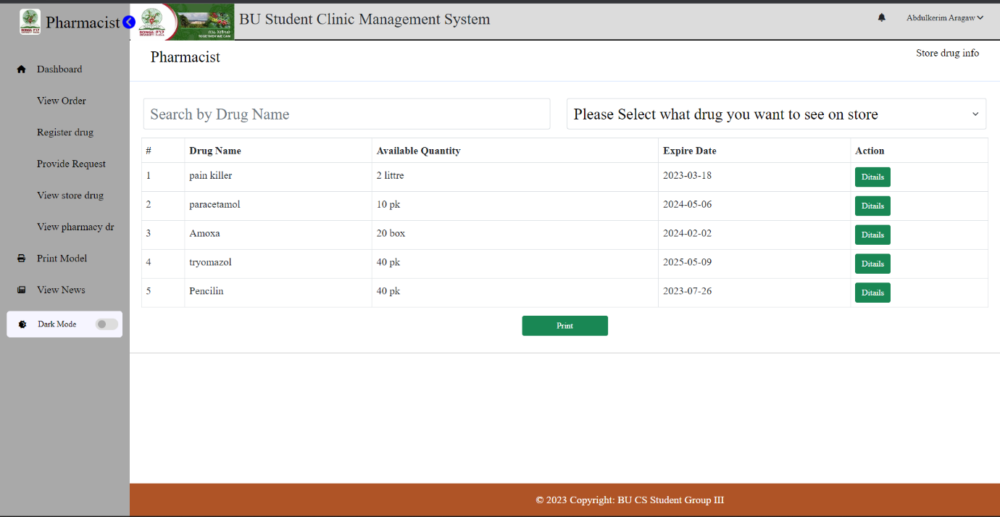 Pharmacist
BU Student Clinic Management System
Abdulkerim Aragaw
TOGETHER WE CAN
Pharmacist
Store drug info
Dashboard
View Order
Register drug
Provide Request
View store drug
View pharmacy dr
Print Model
View News
Dark Mode
Search by Drug Name
Please Select what drug you want to see on store
# Drug Name Available Quantity Expire Date Action
1 pain killer 2 littre 2023-03-18 Ditails
2 paracetamol 10 pk 2024-05-06 Ditails
3 Amoxa 20 box 2024-02-02 Ditails
4 tryomazol 40 pk 2025-05-09 Ditails
5 Pencilin 40 pk 2023-07-26 Ditails
Print
© 2023 Copyright: BU CS Student Group III